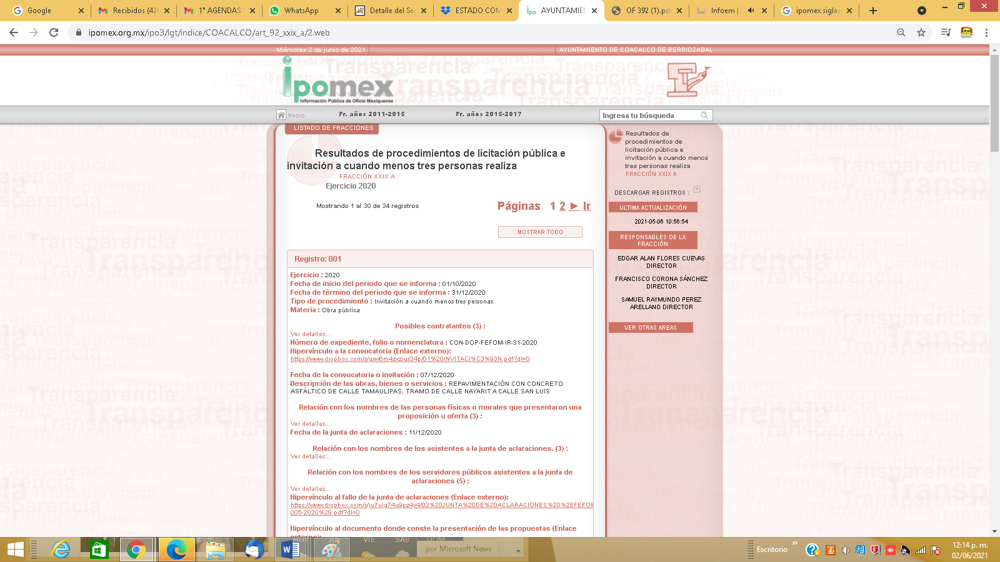 Google
Recibidos (426
1° AGENDAS
WhatsApp
Detalle del Se
ESTADO COM
AYUNTAMIEN
OF 392 (1).pdf
Infoem |
ipomex siglas
ipomex.org.mx/ipo3/lgt/indice/COACALCO/art_92_xxix_a/2.web
Miércoles 2 de junio de 2021
AYUNTAMIENTO DE COACALCO DE BERRIOZABAL
Transparencia
ipomex
Información Pública de Oficio Mexiquense
Inicio
Fr. años 2011-2015
Fr. años 2015-2017
Ingresa tu búsqueda
LISTADO DE FRACCIONES
Resultados de procedimientos de licitación pública e
invitación a cuando menos tres personas realiza
FRACCIÓN XXIX A
Ejercicio 2020
Mostrando 1 al 30 de 34 registros
Páginas 1 2 ► Ir
MOSTRAR TODO
Registro: 001
Ejercicio : 2020
Fecha de inicio del periodo que se informa : 01/10/2020
Fecha de término del periodo que se informa : 31/12/2020
Tipo de procedimiento : Invitación a cuando menos tres personas
Materia : Obra pública
Posibles contratantes (3) :
Ver detalles...
Número de expediente, folio o nomenclatura : CON-DOP-FEFOM-IR-31-2020
Hipervínculo a la convocatoria (Enlace externo):
https://www.dropbox.com/s/gsw6m4zxzius34p/01%20INVITACI%C3%93N.pdf?dl=0
Fecha de la convocatoria o invitación : 07/12/2020
Descripción de las obras, bienes o servicios : REPAVIMENTACIÓN CON CONCRETO
ASFÁLTICO DE CALLE TAMAULIPAS, TRAMO DE CALLE NAYARIT A CALLE SAN LUIS
Relación con los nombres de las personas físicas o morales que presentaron una
proposición u oferta (3) :
Ver detalles...
Fecha de la junta de aclaraciones : 11/12/2020
Relación con los nombres de los asistentes a la junta de aclaraciones. (3) :
Ver detalles...
Relación con los nombres de los servidores públicos asistentes a la junta de
aclaraciones (5) :
Ver detalles...
Hipervínculo al fallo de la junta de aclaraciones (Enlace externo):
https://www.dropbox.com/s/ju7uig74u9pz4y4/03%20JUNTA%20DE%20ACLARACIONES%20%28FEFOM
005-2020%29.pdf?dl=0
Hipervínculo al documento donde conste la presentación de las propuestas (Enlace
externo):
Resultados de
procedimientos de
licitación pública e
invitación a cuando menos
tres personas realiza
FRACCIÓN XXIX A
DESCARGAR REGISTROS :
ULTIMA ACTUALIZACIÓN
2021-05-06 10:56:54
RESPONSABLES DE LA
FRACCIÓN
EDGAR ALAN FLORES CUEVAS
DIRECTOR
FRANCISCO CORONA SÁNCHEZ
DIRECTOR
SAMUEL RAYMUNDO PEREZ
ARELLANO DIRECTOR
VER OTRAS AREAS
HOY JUE VIE SÁB DOM
por Microsoft News
Escritorio
12:14 p. m.
02/06/2021